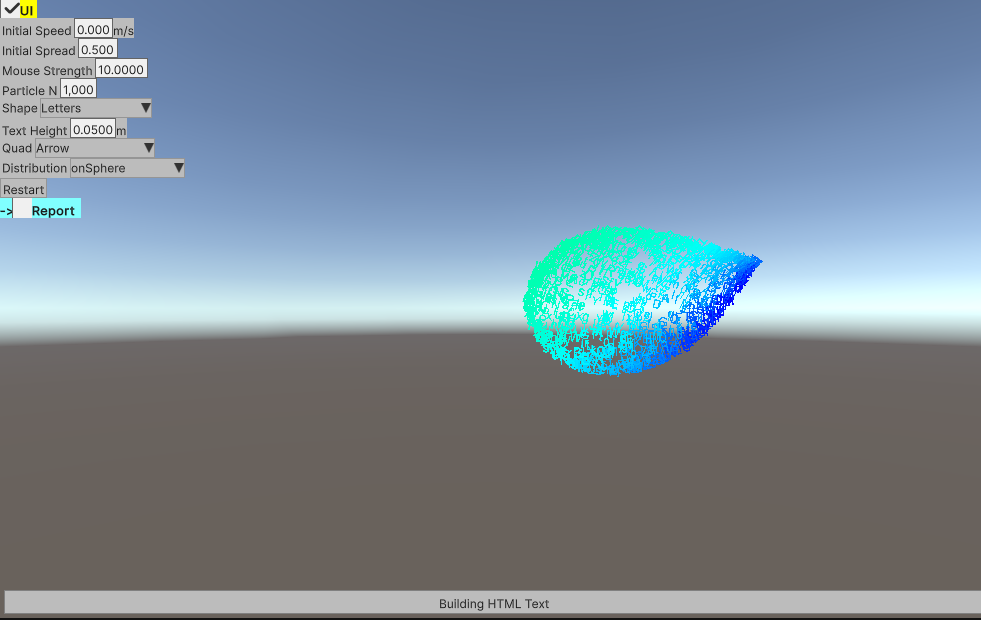 UI
Initial Speed 0.000 m/s
Initial Spread 0.500
Mouse Strength 10.0000
Particle N 1,000
Shape Letters
Text Height 0.0500 m
Quad Arrow
Distribution onSphere
Restart
-> Report
Building HTML Text